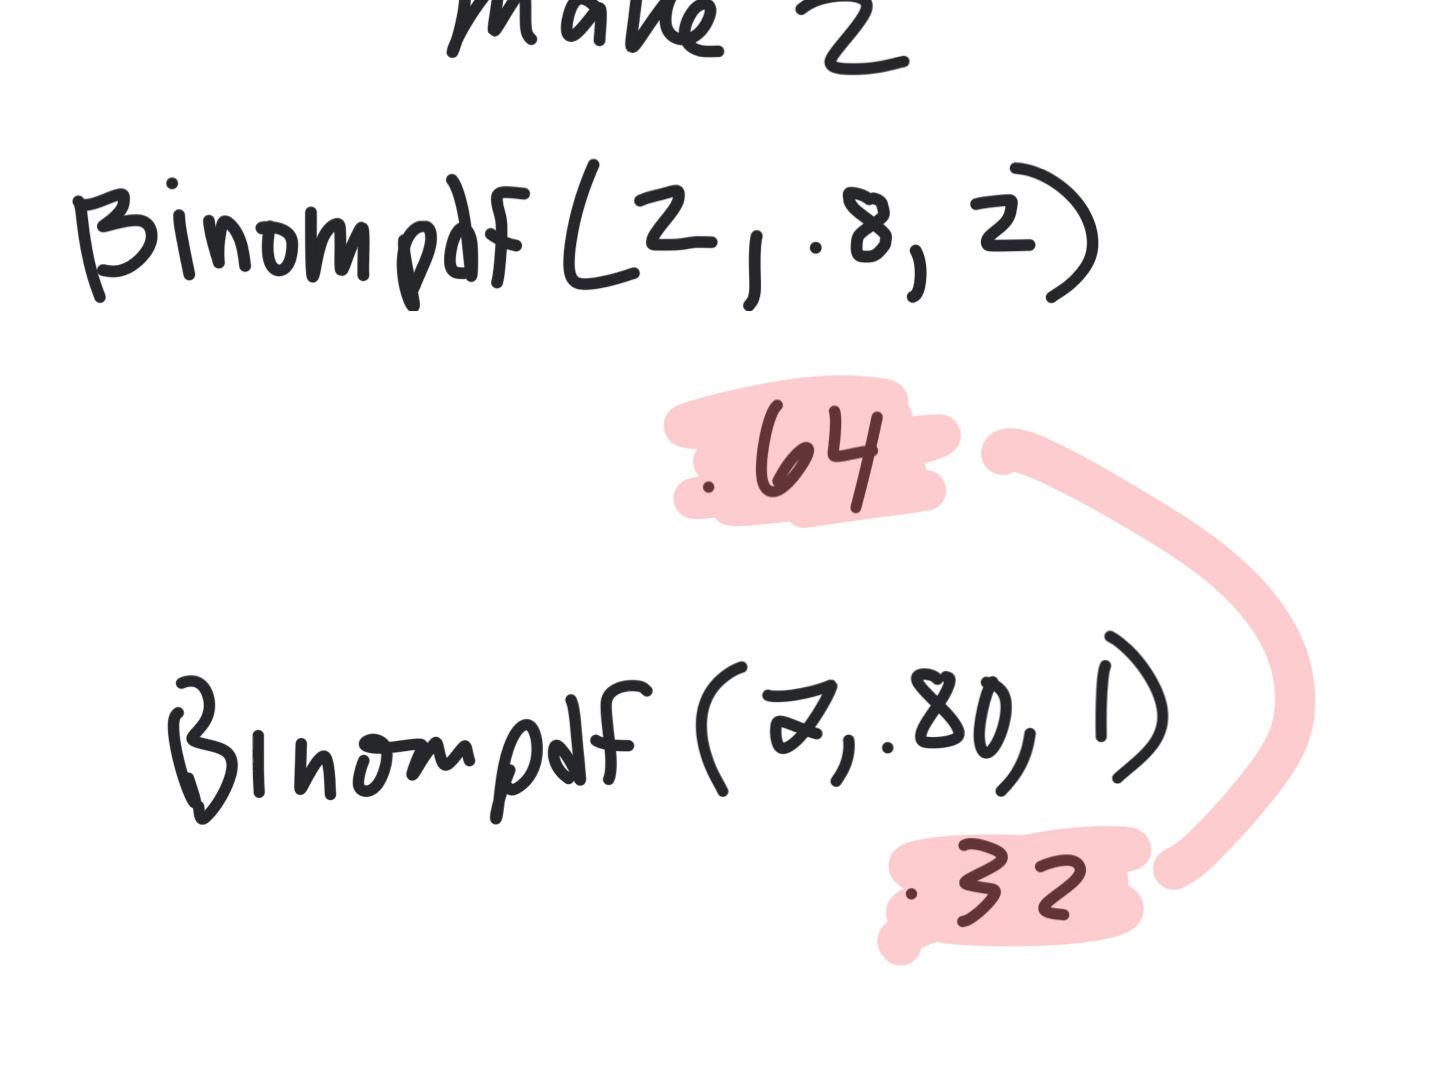 make 2
Binompdf (2, .8, 2)
.64
Binompdf (2, .80, 1)
.32